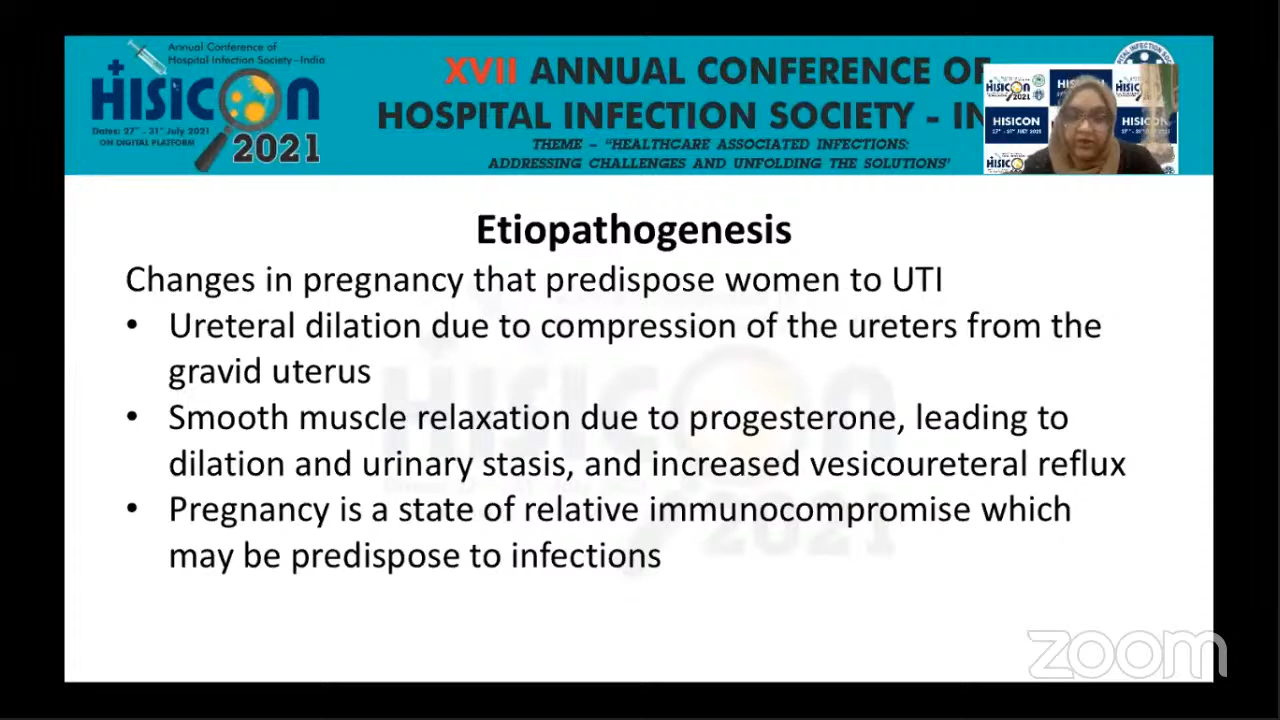 Annual Conference of
Hospital Infection Society -India
HISICON
Dates: 27th - 31st July 2021
ON DIGITAL PLATFORM
2021
XVII ANNUAL CONFERENCE OF
HOSPITAL INFECTION SOCIETY - IN
THEME - "HEALTHCARE ASSOCIATED INFECTIONS:
ADDRESSING CHALLENGES AND UNFOLDING THE SOLUTIONS"
HISICON
HISICON
Etiopathogenesis
Changes in pregnancy that predispose women to UTI
• Ureteral dilation due to compression of the ureters from the
gravid uterus
• Smooth muscle relaxation due to progesterone, leading to
dilation and urinary stasis, and increased vesicoureteral reflux
• Pregnancy is a state of relative immunocompromise which
may be predispose to infections
HISICON
2021
zoom